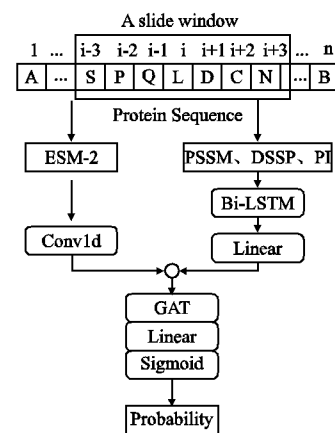 A slide window
1 ... i-3 i-2 i-1 i i+1 i+2 i+3 ... n
A ... S P Q L D C N ... B
Protein Sequence
ESM-2 PSSM、DSSP、PI
Bi-LSTM
Conv1d Linear
GAT
Linear
Sigmoid
Probability